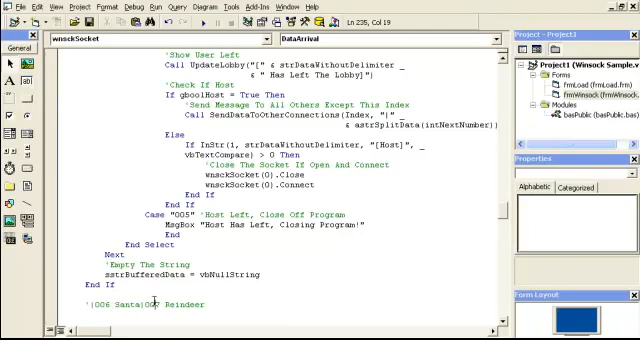 File Edit View Project Format Debug Run Query Diagram Tools Add-Ins Window Help
Ln 235, Col 19
General
wnsckSocket
DataArrival
'Show User Left
Call UpdateLobby("[" & strDataWithoutDelimiter _
& " Has Left The Lobby]")
'Check If Host
If gboolHost = True Then
'Send Message To All Others Except This Index
Call SendDataToOtherConnections (Index, "|" _
& astrSplitData(intNextNumber))
Else
If InStr(1, strDataWithoutDelimiter, "[Host]", _
vbTextCompare) > 0 Then
'Close The Socket If Open And Connect
wnsckSocket(0).Close
wnsckSocket(0).Connect
End If
End If
Case "005" 'Host Left, Close Off Program
MsgBox "Host Has Left, Closing Program!"
End
End Select
Next
'Empty The String
sstrBufferedData = vbNullString
End If
'|006 Santa|007 Reindeer
Project - Project1
Project1 (Winsock Sample.v
Forms
frmLoad (frmLoad.frm)
frmWinsock (frmWinsock.
Modules
basPublic (basPublic.bas)
Properties
Alphabetic
Categorized
Form Layout